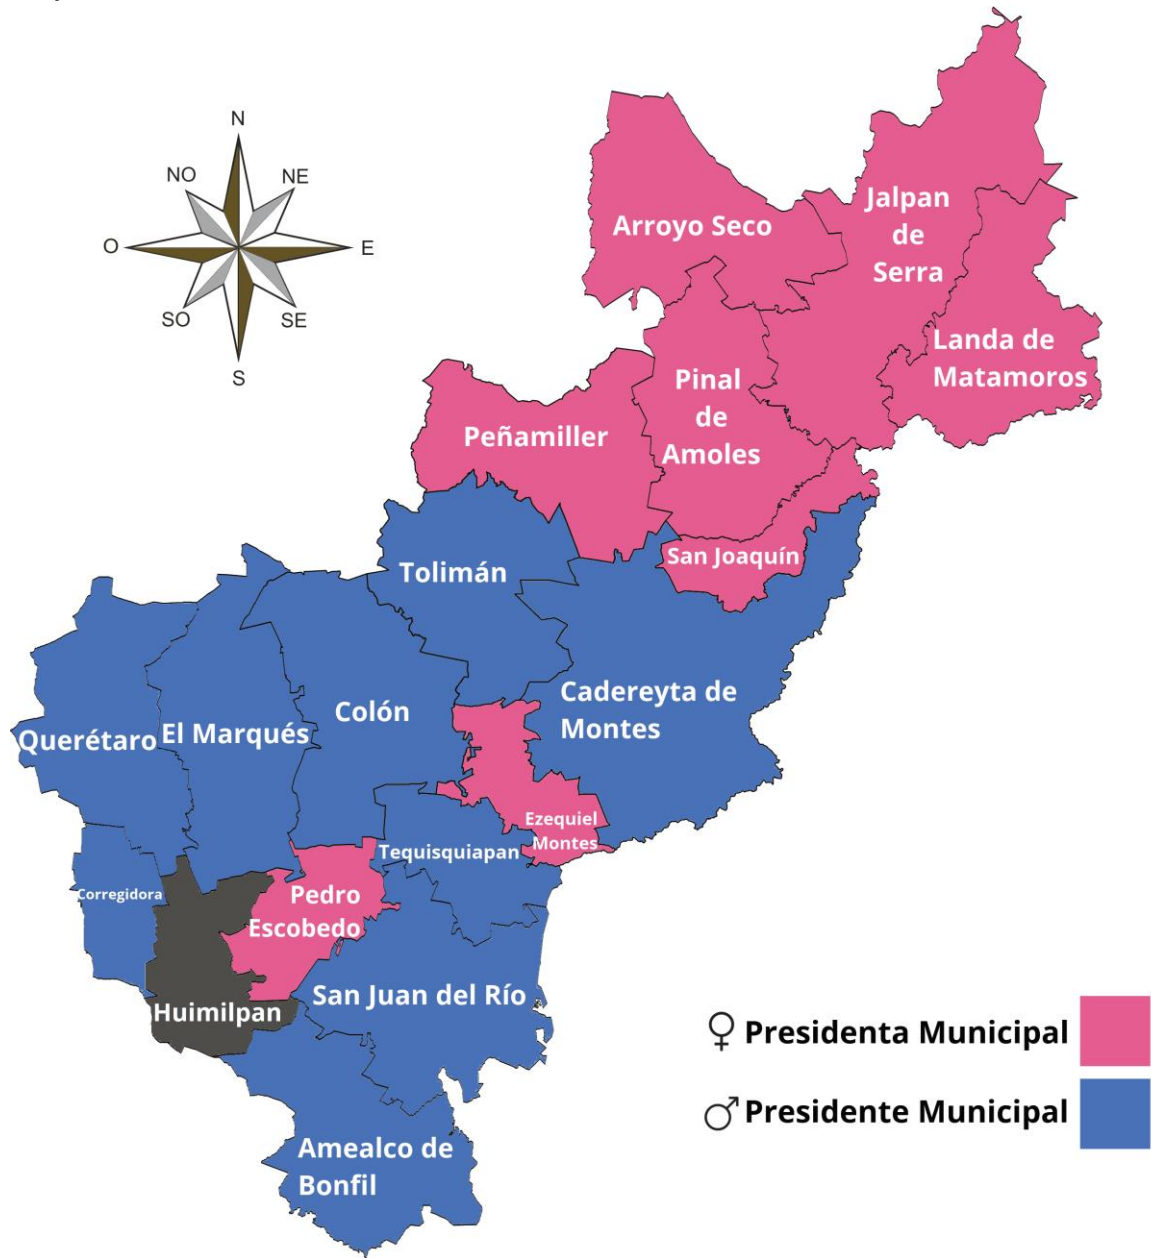 N
NO
NE
O
E
SO
SE
S
Arroyo Seco
Jalpan
de
Serra
Landa de
Matamoros
Pinal
de
Amoles
Peñamiller
San Joaquín
Tolimán
Cadereyta de
Montes
Colón
El Marqués
Querétaro
Ezequiel
Montes
Tequisquiapan
Corregidora
Pedro
Escobedo
San Juan del Río
Huimilpan
Amealco de
Bonfil
♀ Presidenta Municipal
♂ Presidente Municipal